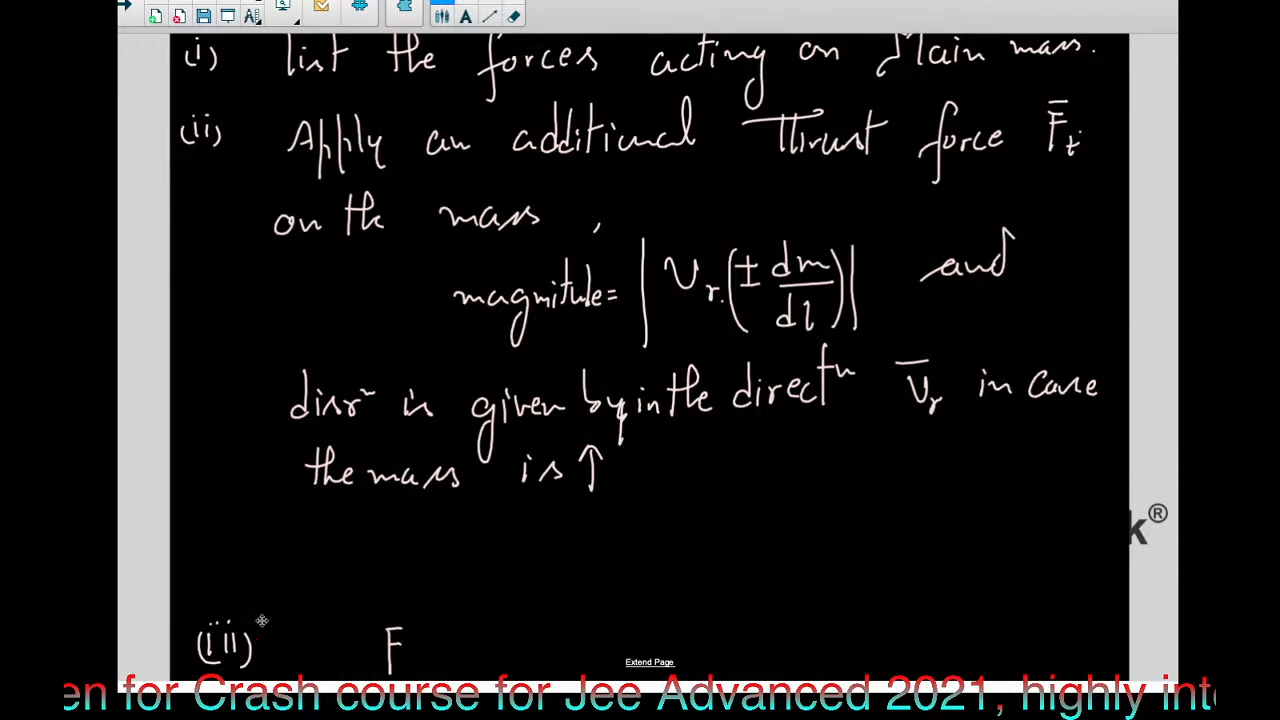 (i) List the forces acting on Main mass.
(ii) Apply an additional Thrust force F̅t
on the mass,
magnitude= | Vr (± dm/dt) | and
dirⁿ is given by in the directⁿ V̅r in case
the mass is ↑
k®
(iii) F
Extend Page
en for Crash course for Jee Advanced 2021, highly int